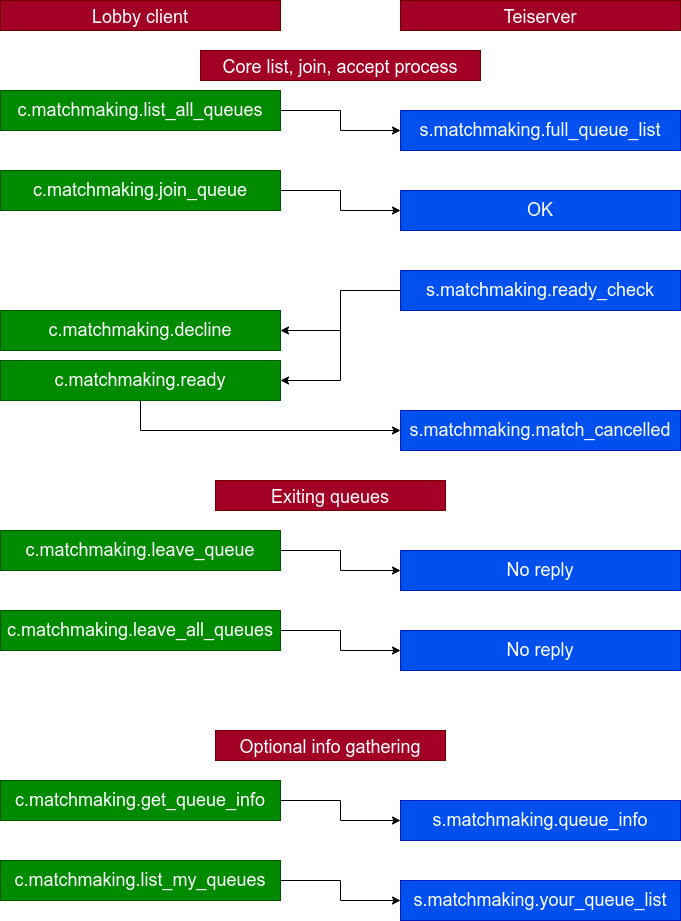 Lobby client
Teiserver
Core list, join, accept process
c.matchmaking.list_all_queues
s.matchmaking.full_queue_list
c.matchmaking.join_queue
OK
s.matchmaking.ready_check
c.matchmaking.decline
c.matchmaking.ready
s.matchmaking.match_cancelled
Exiting queues
c.matchmaking.leave_queue
No reply
c.matchmaking.leave_all_queues
No reply
Optional info gathering
c.matchmaking.get_queue_info
s.matchmaking.queue_info
c.matchmaking.list_my_queues
s.matchmaking.your_queue_list